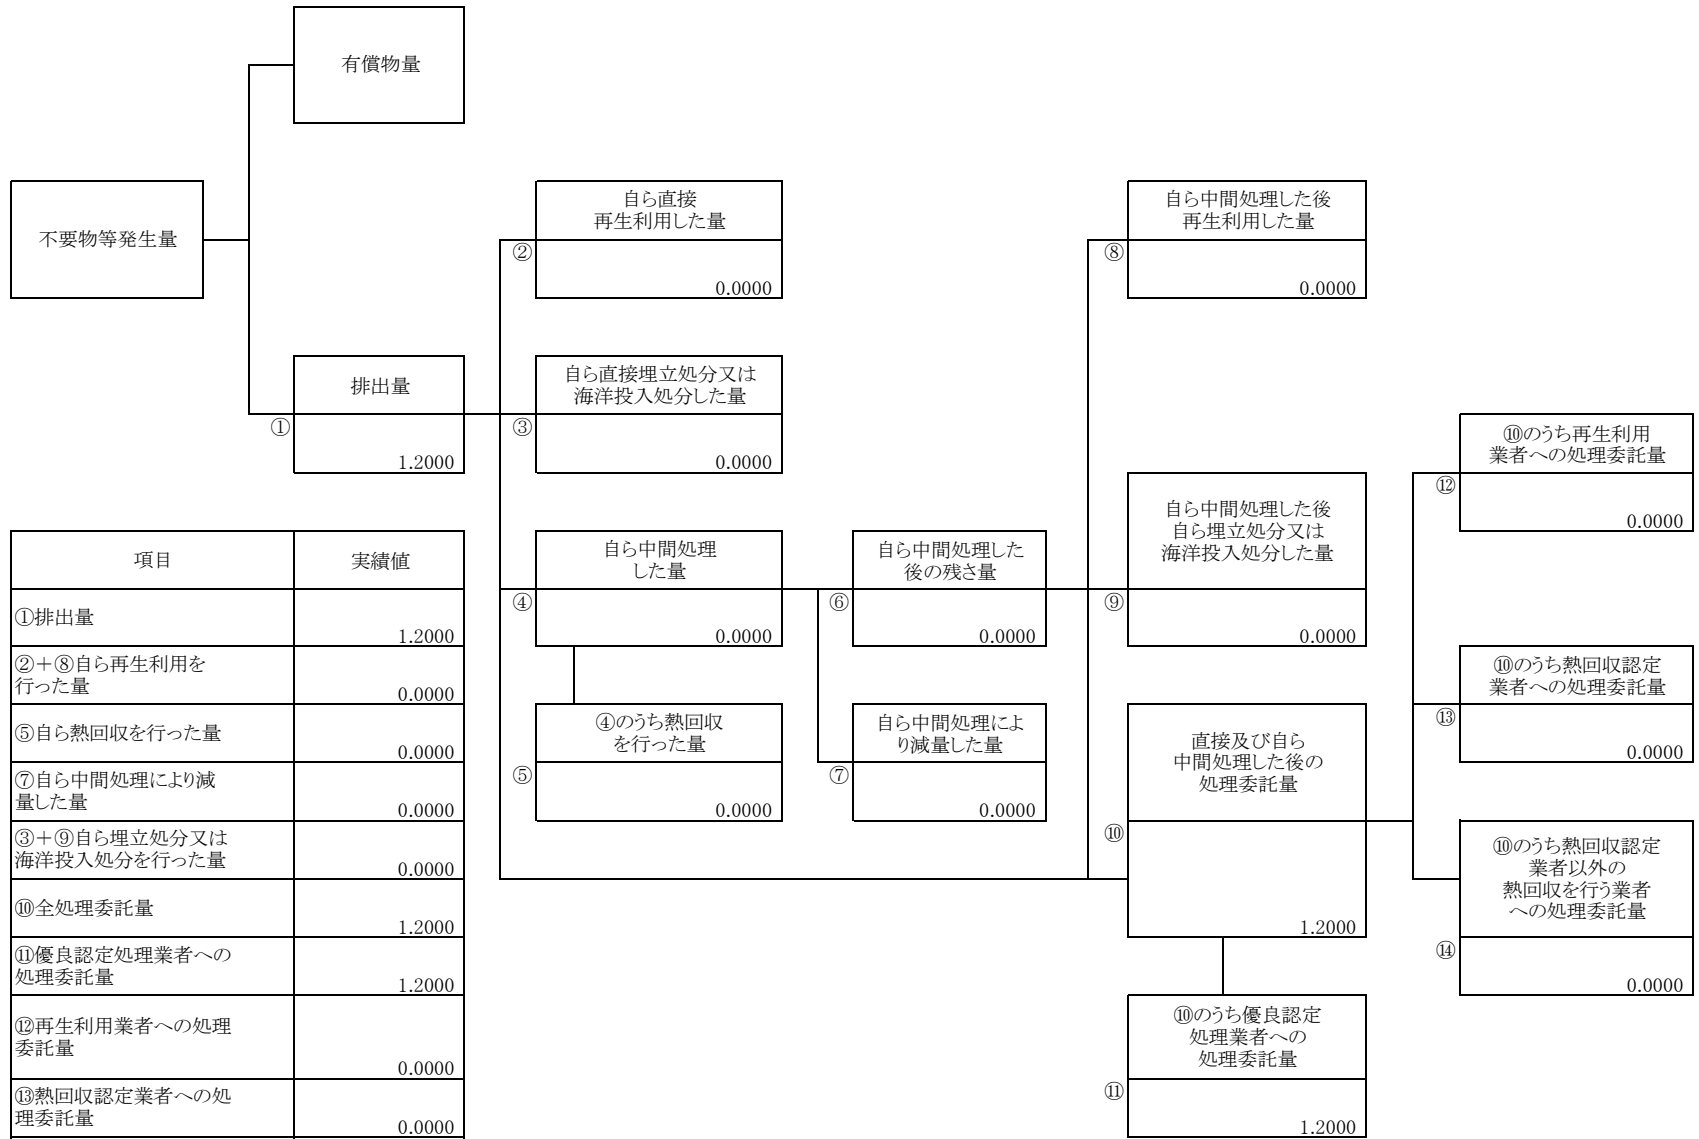 有償物量
不要物等発生量
自ら直接
再生利用した量
②
0.0000
自ら中間処理した後
再生利用した量
⑧
0.0000
排出量
①
1.2000
自ら直接埋立処分又は
海洋投入処分した量
③
0.0000
⑩のうち再生利用
業者への処理委託量
⑫
0.0000
自ら中間処理
した量
④
0.0000
自ら中間処理した
後の残さ量
⑥
0.0000
自ら中間処理した後
自ら埋立処分又は
海洋投入処分した量
⑨
0.0000
⑩のうち熱回収認定
業者への処理委託量
⑬
0.0000
④のうち熱回収
を行った量
⑤
0.0000
自ら中間処理によ
り減量した量
⑦
0.0000
直接及び自ら
中間処理した後の
処理委託量
⑩
1.2000
⑩のうち熱回収認定
業者以外の
熱回収を行う業者
への処理委託量
⑭
0.0000
⑩のうち優良認定
処理業者への
処理委託量
⑪
1.2000
項目 実績値
①排出量
1.2000
②＋⑧自ら再生利用を
行った量
0.0000
⑤自ら熱回収を行った量
0.0000
⑦自ら中間処理により減
量した量
0.0000
③＋⑨自ら埋立処分又は
海洋投入処分を行った量
0.0000
⑩全処理委託量
1.2000
⑪優良認定処理業者への
処理委託量
1.2000
⑫再生利用業者への処理
委託量
0.0000
⑬熱回収認定業者への処
理委託量
0.0000